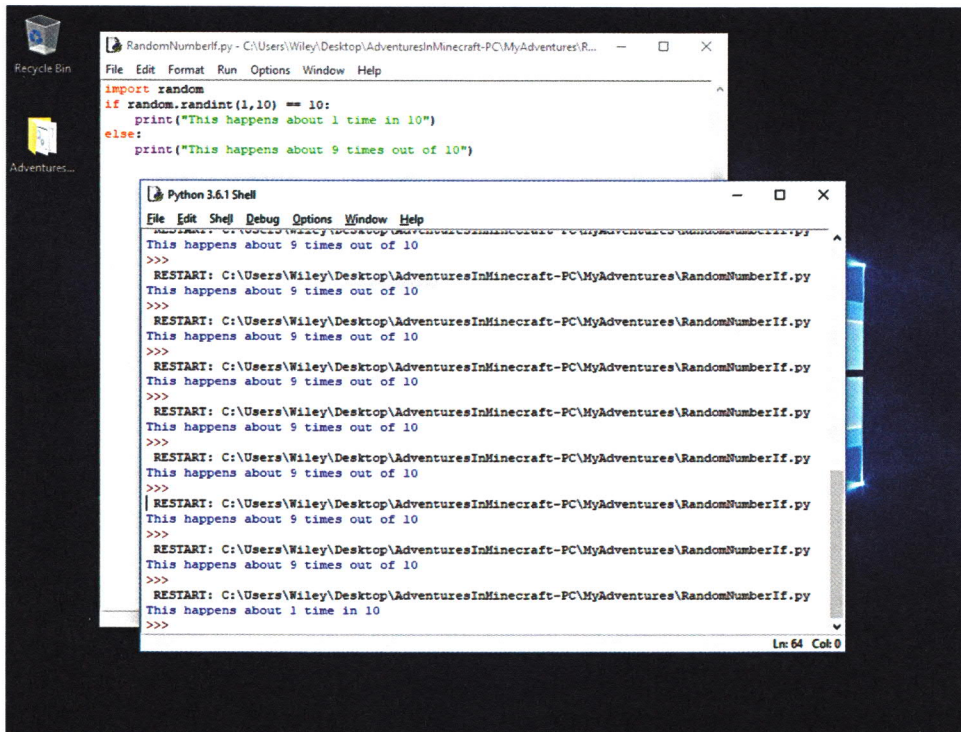 Recycle Bin
Adventures...
RandomNumberIf.py - C:\Users\Wiley\Desktop\AdventuresInMinecraft-PC\MyAdventures\R...
File Edit Format Run Options Window Help
import random
if random.randint(1,10) == 10:
    print("This happens about 1 time in 10")
else:
    print("This happens about 9 times out of 10")
Python 3.6.1 Shell
File Edit Shell Debug Options Window Help
RESTART: C:\Users\Wiley\Desktop\AdventuresInMinecraft-PC\MyAdventures\RandomNumberIf.py
This happens about 9 times out of 10
>>>
RESTART: C:\Users\Wiley\Desktop\AdventuresInMinecraft-PC\MyAdventures\RandomNumberIf.py
This happens about 9 times out of 10
>>>
RESTART: C:\Users\Wiley\Desktop\AdventuresInMinecraft-PC\MyAdventures\RandomNumberIf.py
This happens about 9 times out of 10
>>>
RESTART: C:\Users\Wiley\Desktop\AdventuresInMinecraft-PC\MyAdventures\RandomNumberIf.py
This happens about 9 times out of 10
>>>
RESTART: C:\Users\Wiley\Desktop\AdventuresInMinecraft-PC\MyAdventures\RandomNumberIf.py
This happens about 9 times out of 10
>>>
RESTART: C:\Users\Wiley\Desktop\AdventuresInMinecraft-PC\MyAdventures\RandomNumberIf.py
This happens about 9 times out of 10
>>>
RESTART: C:\Users\Wiley\Desktop\AdventuresInMinecraft-PC\MyAdventures\RandomNumberIf.py
This happens about 9 times out of 10
>>>
RESTART: C:\Users\Wiley\Desktop\AdventuresInMinecraft-PC\MyAdventures\RandomNumberIf.py
This happens about 9 times out of 10
>>>
RESTART: C:\Users\Wiley\Desktop\AdventuresInMinecraft-PC\MyAdventures\RandomNumberIf.py
This happens about 1 time in 10
>>>
Ln: 64 Col: 0